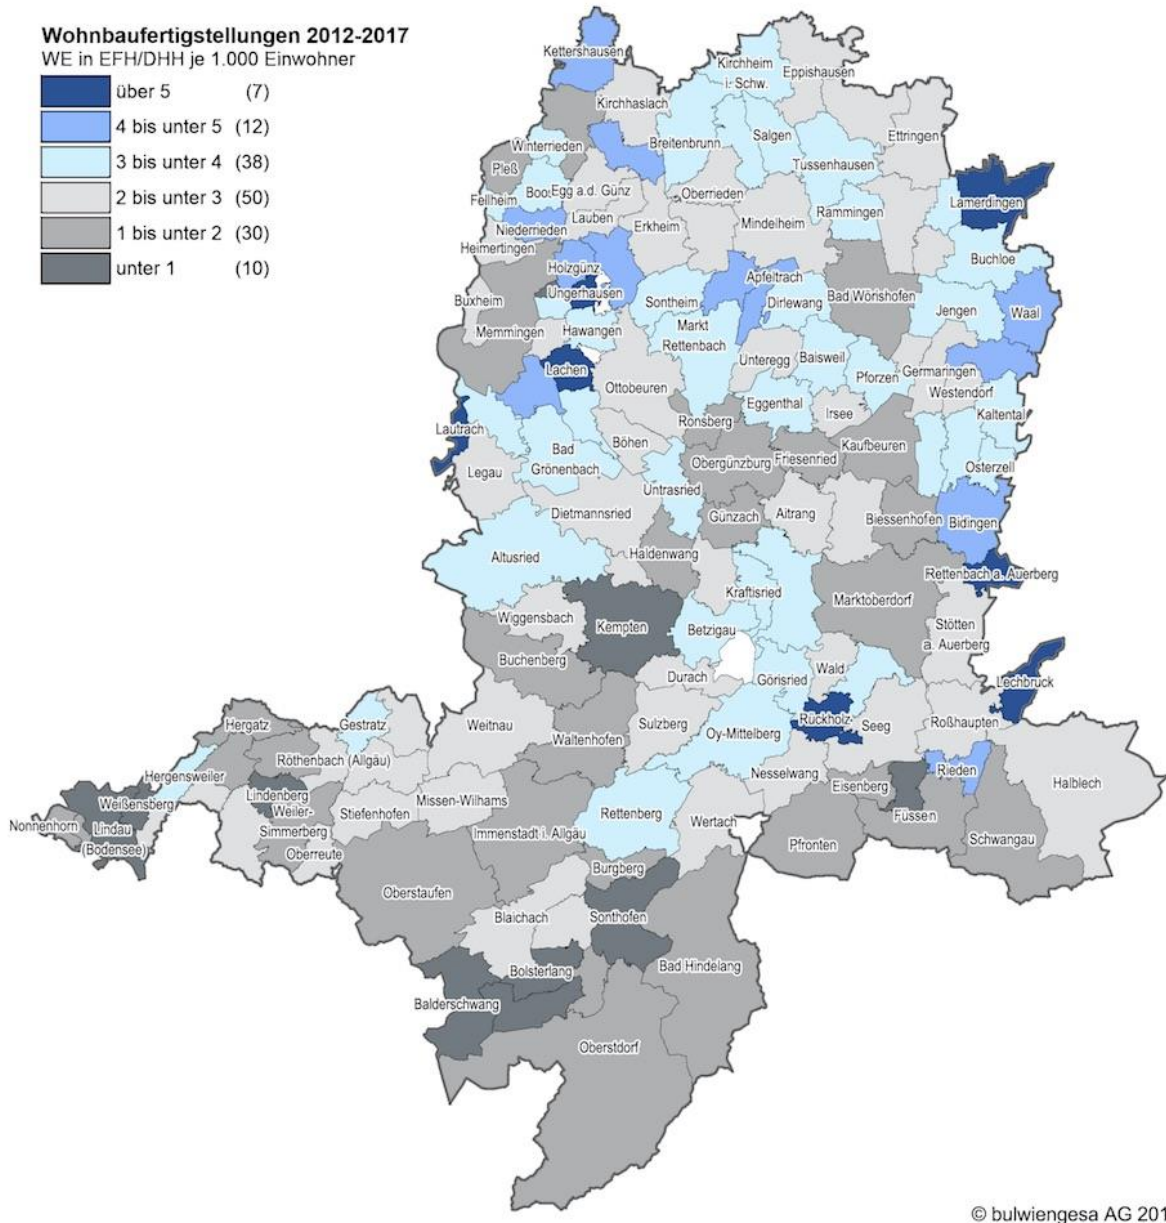 Wohnbaufertigstellungen 2012-2017
WE in EFH/DHH je 1.000 Einwohner
über 5 (7)
4 bis unter 5 (12)
3 bis unter 4 (38)
2 bis unter 3 (50)
1 bis unter 2 (30)
unter 1 (10)
Kettershausen
Kirchheim
i. Schw.
Eppishausen
Kirchhaslach
Ettringen
Breitenbrunn
Salgen
Winterrieden
Tussenhausen
Pleß
Oberrieden
Lamerdingen
Boos
Egg a.d. Günz
Fellheim
Rammingen
Lauben
Mindelheim
Erkheim
Niederrieden
Heimertingen
Buchloe
Holzgünz
Apfeltrach
Ungerhausen
Buxheim
Sontheim
Dirlewang
Bad Wörishofen
Jengen
Waal
Memmingen
Hawangen
Markt
Rettenbach
Unteregg
Baisweil
Lachen
Germaringen
Pforzen
Ottobeuren
Westendorf
Eggenthal
Irsee
Kaltental
Ronsberg
Lautrach
Böhen
Bad
Grönenbach
Kaufbeuren
Friesenried
Obergünzburg
Osterzell
Legau
Untrasried
Dietmannsried
Günzach
Aitrang
Biessenhofen
Bidingen
Altusried
Haldenwang
Rettenbach a. Auerberg
Kraftisried
Marktoberdorf
Wiggensbach
Kempten
Betzigau
Stötten
a. Auerberg
Buchenberg
Wald
Durach
Görisried
Lechbruck
Hergatz
Gestratz
Weitnau
Sulzberg
Rückholz
Seeg
Roßhaupten
Waltenhofen
Oy-Mittelberg
Röthenbach (Allgäu)
Hergensweiler
Nesselwang
Rieden
Eisenberg
Halblech
Weißensberg
Lindenberg
Missen-Wilhams
Weiler-
Simmerberg
Stiefenhofen
Rettenberg
Wertach
Füssen
Nonnenhorn
Lindau
(Bodensee)
Immenstadt i. Allgäu
Schwangau
Pfronten
Oberreute
Burgberg
Oberstaufen
Blaichach
Sonthofen
Bad Hindelang
Bolsterlang
Balderschwang
Oberstdorf
© bulwiengesa AG 201